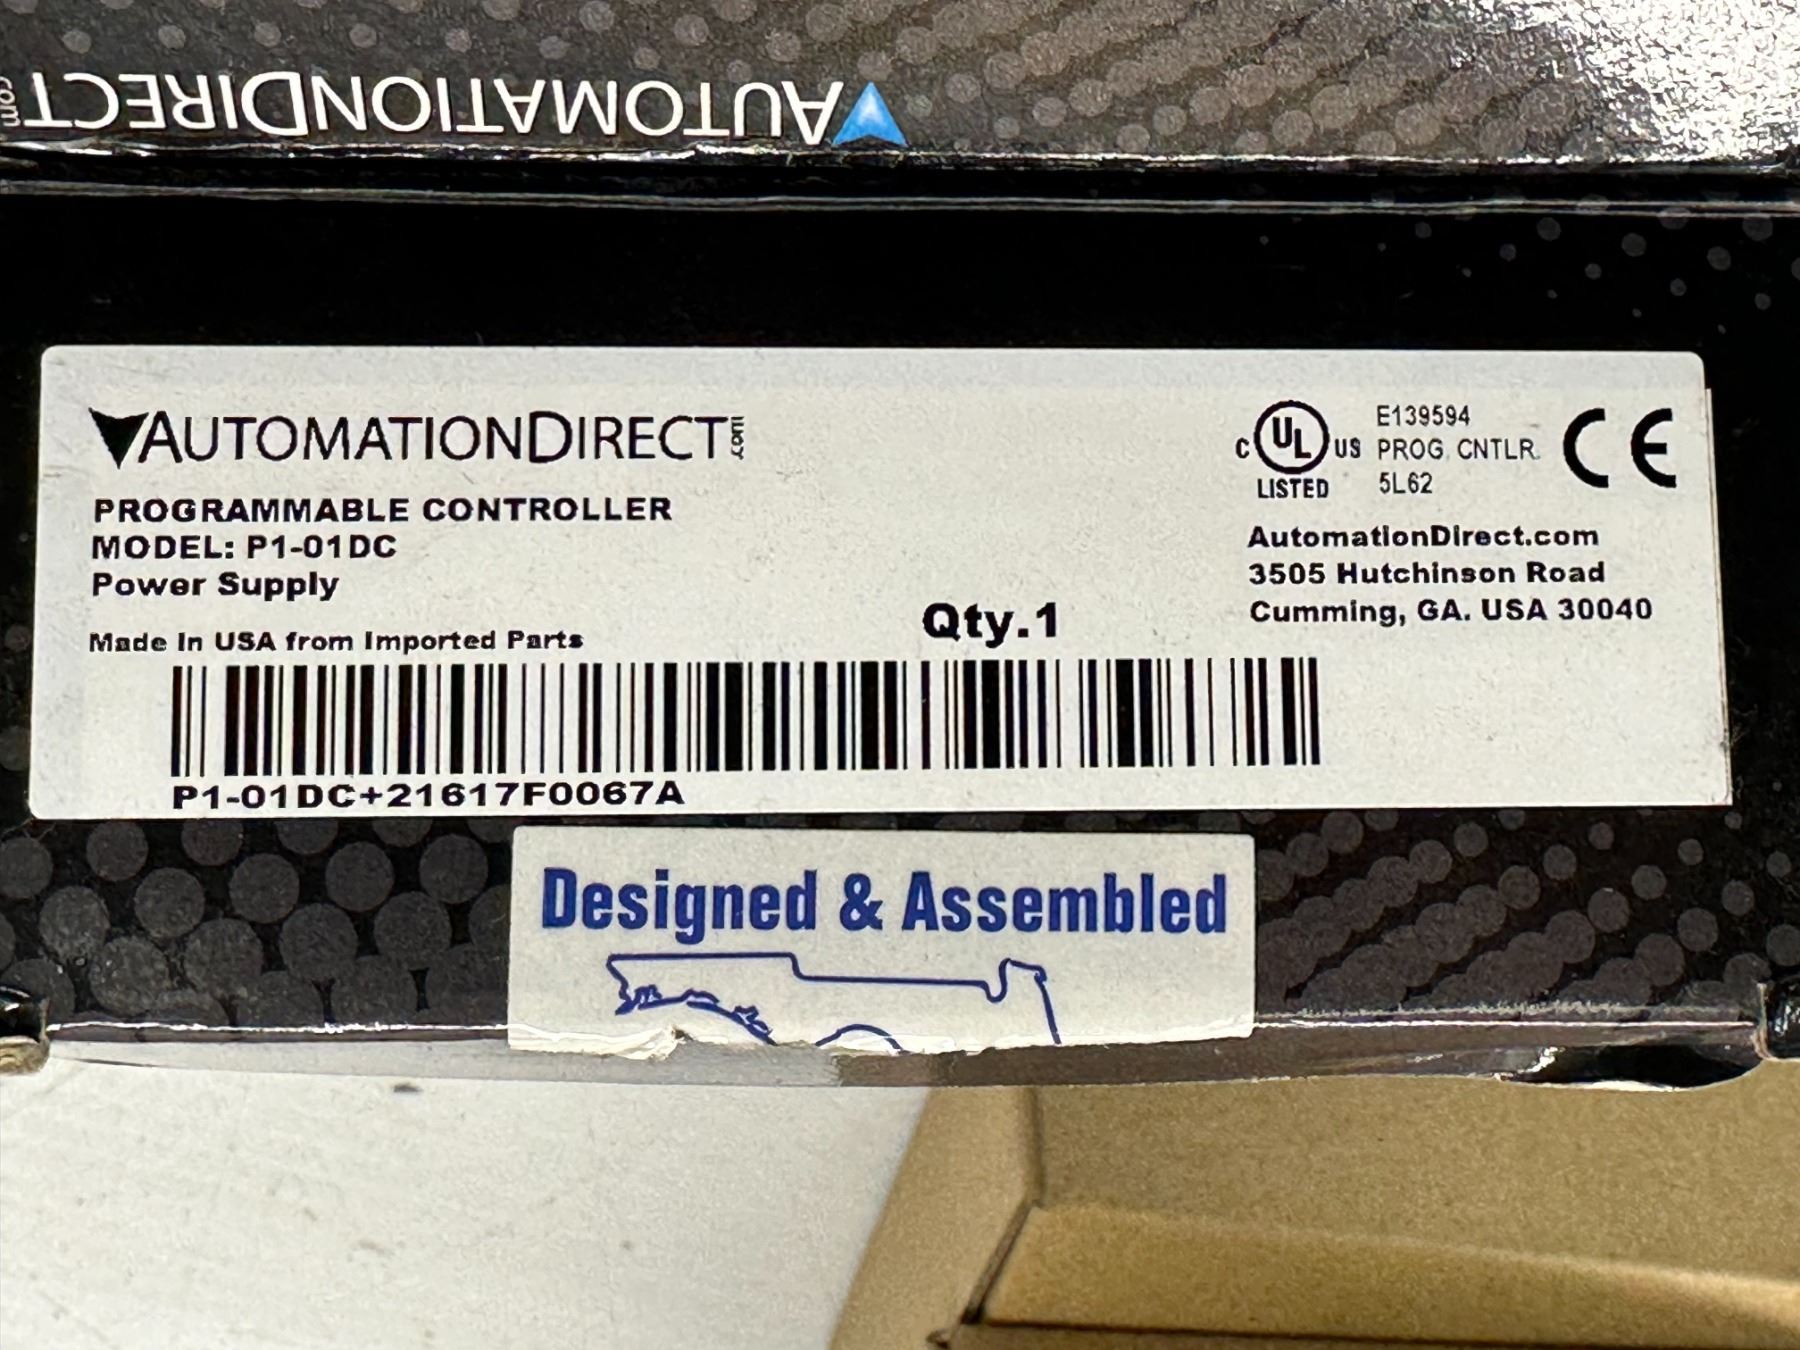 AUTOMATIONDIRECT.com
AUTOMATIONDIRECT.com
PROGRAMMABLE CONTROLLER
MODEL: P1-01DC
Power Supply
Made In USA from Imported Parts
Qty.1
P1-01DC+21617F0067A
C UL US
LISTED
E139594
PROG. CNTLR.
5L62
CE
AutomationDirect.com
3505 Hutchinson Road
Cumming, GA. USA 30040
Designed & Assembled